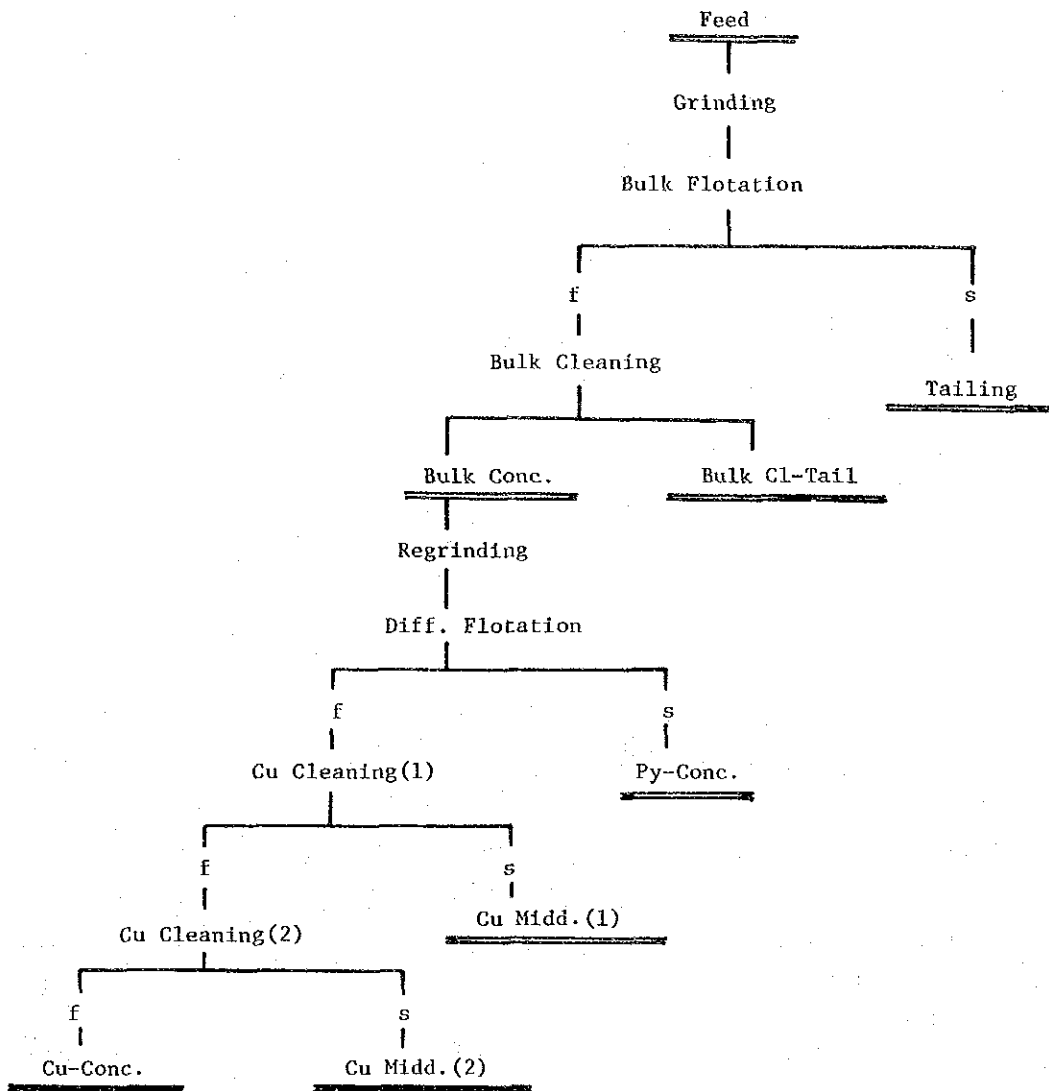 Feed
Grinding
Bulk Flotation
f
s
Bulk Cleaning
Tailing
Bulk Conc.
Bulk Cl-Tail
Regrinding
Diff. Flotation
f
s
Cu Cleaning(1)
Py-Conc.
f
s
Cu Midd.(1)
Cu Cleaning(2)
f
s
Cu-Conc.
Cu Midd.(2)